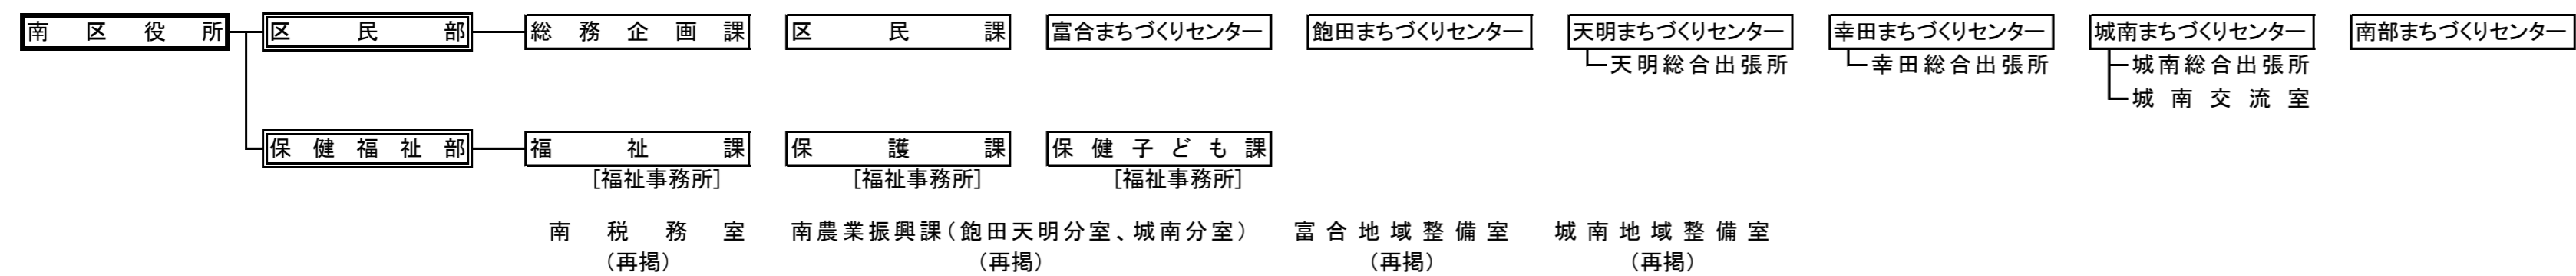 南区役所 区民部 総務企画課 区民課 富合まちづくりセンター 飽田まちづくりセンター 天明まちづくりセンター 幸田まちづくりセンター 城南まちづくりセンター 南部まちづくりセンター
天明総合出張所 幸田総合出張所 城南総合出張所
城南交流室
保健福祉部 福祉課 保護課 保健子ども課
[福祉事務所] [福祉事務所] [福祉事務所]
南税務室 南農業振興課(飽田天明分室、城南分室) 富合地域整備室 城南地域整備室
(再掲) (再掲) (再掲) (再掲)